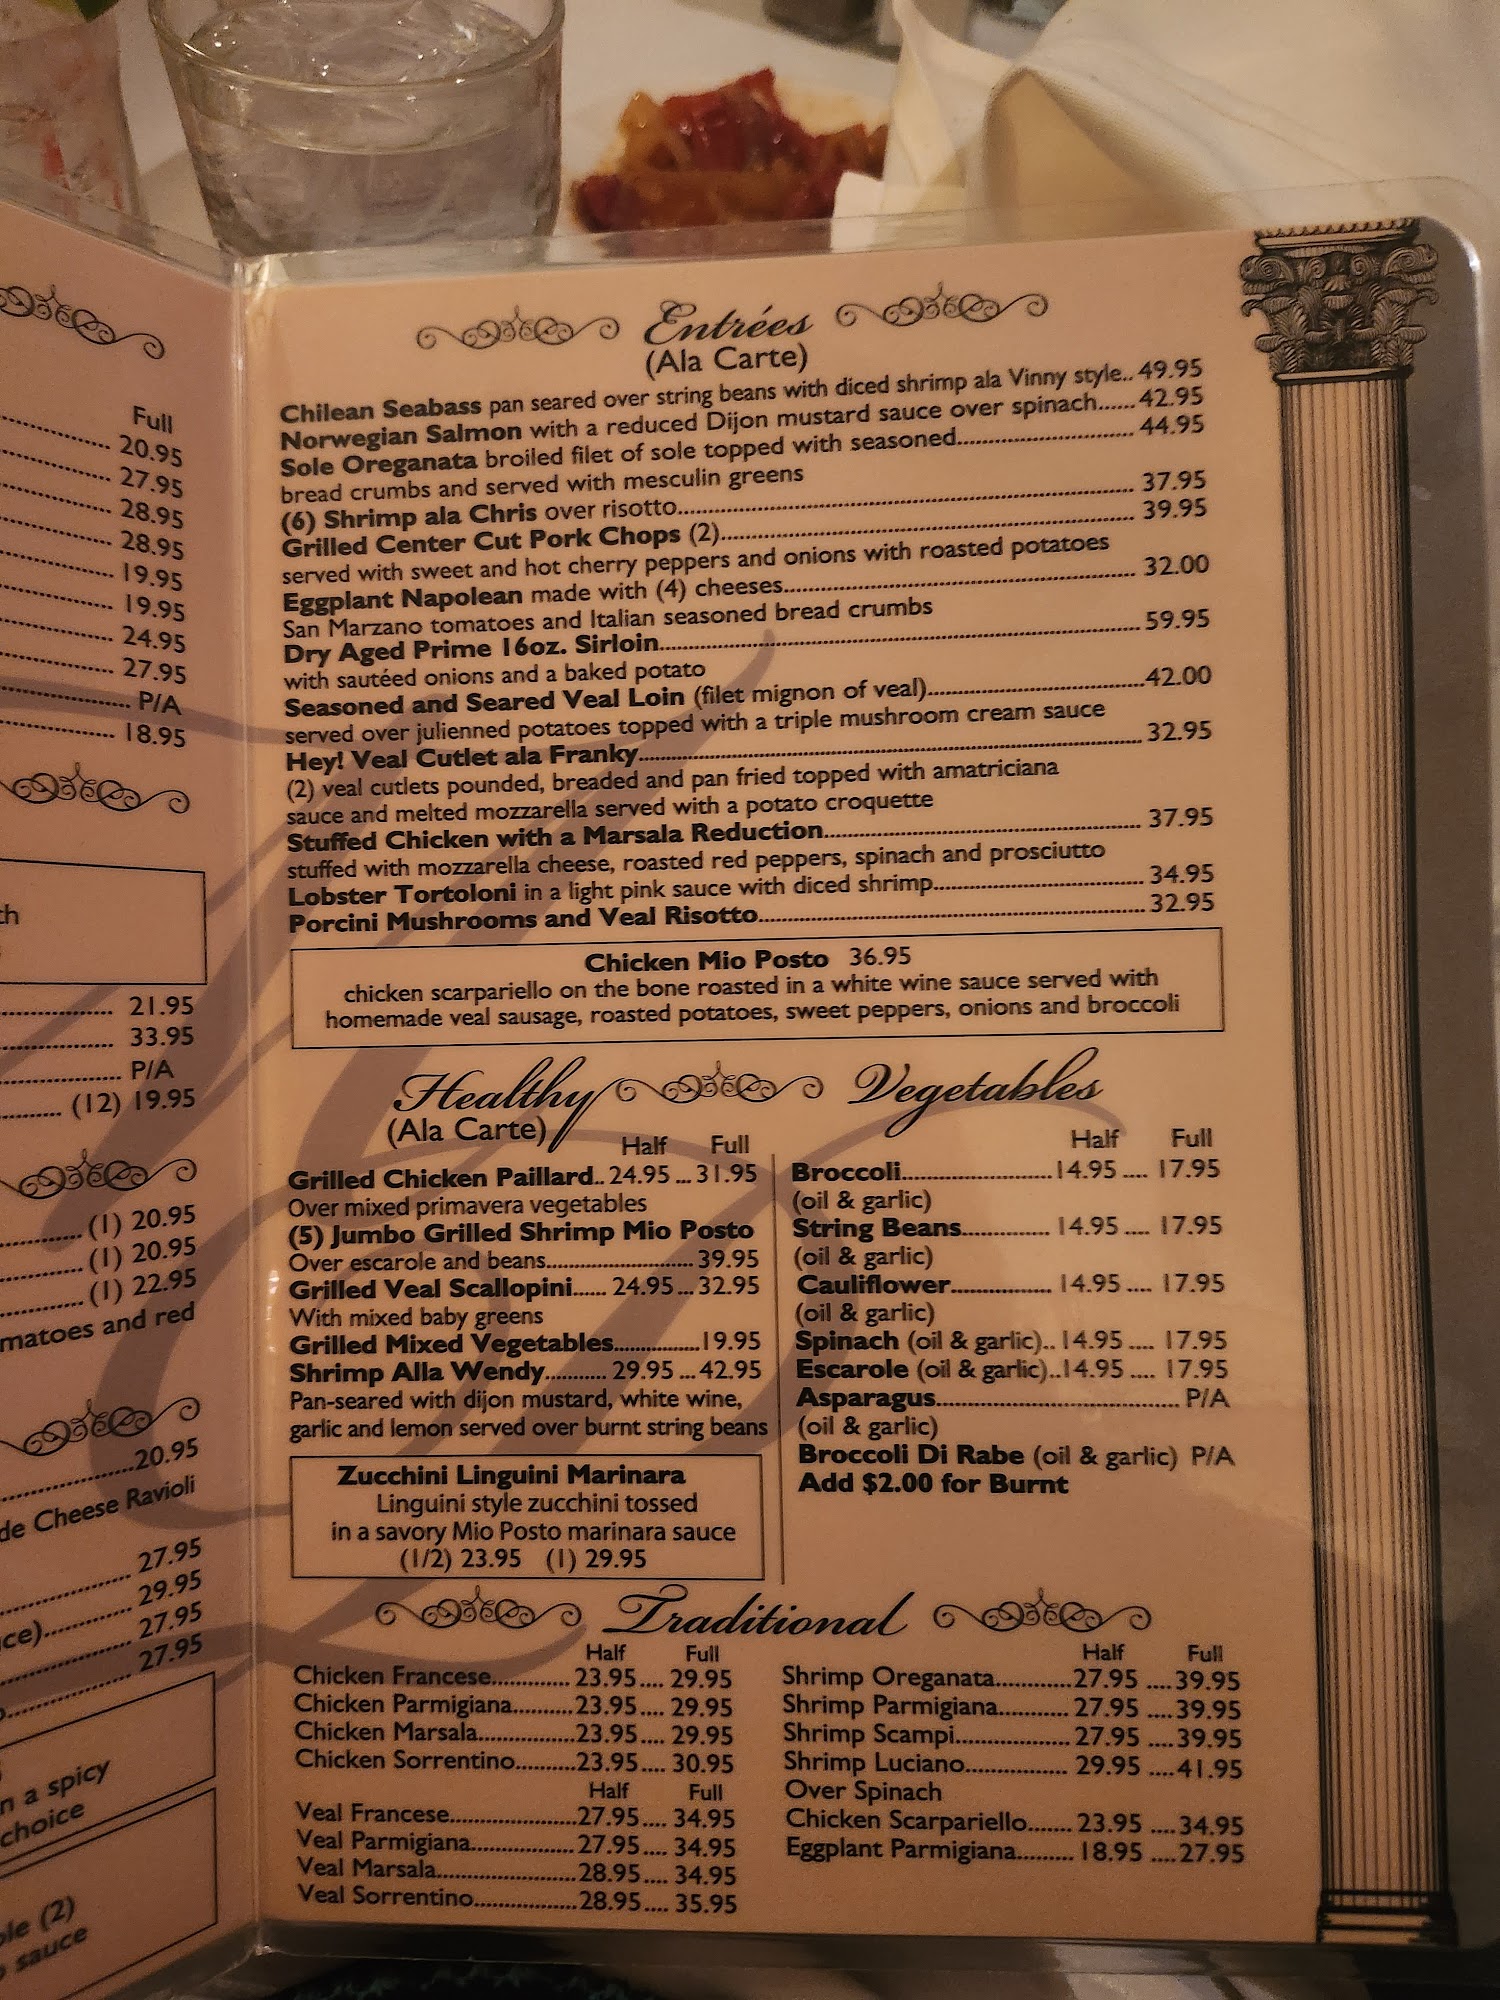 Full
20.95
27.95
28.95
28.95
19.95
19.95
24.95
27.95
P/A
18.95
th
21.95
33.95
P/A
(12) 19.95
(1) 20.95
(1) 20.95
(1) 22.95
matoes and red
20.95
de Cheese Ravioli
27.95
29.95
ce) 27.95
27.95
n a spicy
choice
ole (2)
sauce
Entrées
(Ala Carte)
Chilean Seabass pan seared over string beans with diced shrimp ala Vinny style.. 49.95
Norwegian Salmon with a reduced Dijon mustard sauce over spinach...... 42.95
Sole Oreganata broiled filet of sole topped with seasoned........ 44.95
bread crumbs and served with mesculin greens
(6) Shrimp ala Chris over risotto........ 37.95
Grilled Center Cut Pork Chops (2)........ 39.95
served with sweet and hot cherry peppers and onions with roasted potatoes
Eggplant Napolean made with (4) cheeses........ 32.00
San Marzano tomatoes and Italian seasoned bread crumbs
Dry Aged Prime 16oz. Sirloin........ 59.95
with sautéed onions and a baked potato
Seasoned and Seared Veal Loin (filet mignon of veal)........ 42.00
served over julienned potatoes topped with a triple mushroom cream sauce
Hey! Veal Cutlet ala Franky........ 32.95
(2) veal cutlets pounded, breaded and pan fried topped with amatriciana
sauce and melted mozzarella served with a potato croquette
Stuffed Chicken with a Marsala Reduction........ 37.95
stuffed with mozzarella cheese, roasted red peppers, spinach and prosciutto
Lobster Tortoloni in a light pink sauce with diced shrimp........ 34.95
Porcini Mushrooms and Veal Risotto........ 32.95
Chicken Mio Posto 36.95
chicken scarpariello on the bone roasted in a white wine sauce served with
homemade veal sausage, roasted potatoes, sweet peppers, onions and broccoli
Healthy
(Ala Carte)
Half Full
Grilled Chicken Paillard.. 24.95 ... 31.95
Over mixed primavera vegetables
(5) Jumbo Grilled Shrimp Mio Posto
Over escarole and beans........ 39.95
Grilled Veal Scallopini...... 24.95 ... 32.95
With mixed baby greens
Grilled Mixed Vegetables........ 19.95
Shrimp Alla Wendy........ 29.95 ... 42.95
Pan-seared with dijon mustard, white wine,
garlic and lemon served over burnt string beans
Zucchini Linguini Marinara
Linguini style zucchini tossed
in a savory Mio Posto marinara sauce
(1/2) 23.95 (1) 29.95
Vegetables
Half Full
Broccoli........ 14.95 .... 17.95
(oil & garlic)
String Beans........ 14.95 .... 17.95
(oil & garlic)
Cauliflower........ 14.95 .... 17.95
(oil & garlic)
Spinach (oil & garlic).. 14.95 .... 17.95
Escarole (oil & garlic).. 14.95 .... 17.95
Asparagus........ P/A
(oil & garlic)
Broccoli Di Rabe (oil & garlic) P/A
Add $2.00 for Burnt
Traditional
Half Full
Chicken Francese........ 23.95 .... 29.95
Chicken Parmigiana........ 23.95 .... 29.95
Chicken Marsala........ 23.95 .... 29.95
Chicken Sorrentino........ 23.95 .... 30.95
Half Full
Veal Francese........ 27.95 .... 34.95
Veal Parmigiana........ 27.95 .... 34.95
Veal Marsala........ 28.95 .... 34.95
Veal Sorrentino........ 28.95 .... 35.95
Half Full
Shrimp Oreganata........ 27.95 .... 39.95
Shrimp Parmigiana........ 27.95 .... 39.95
Shrimp Scampi........ 27.95 .... 39.95
Shrimp Luciano........ 29.95 .... 41.95
Over Spinach
Chicken Scarpariello....... 23.95 .... 34.95
Eggplant Parmigiana........ 18.95 .... 27.95